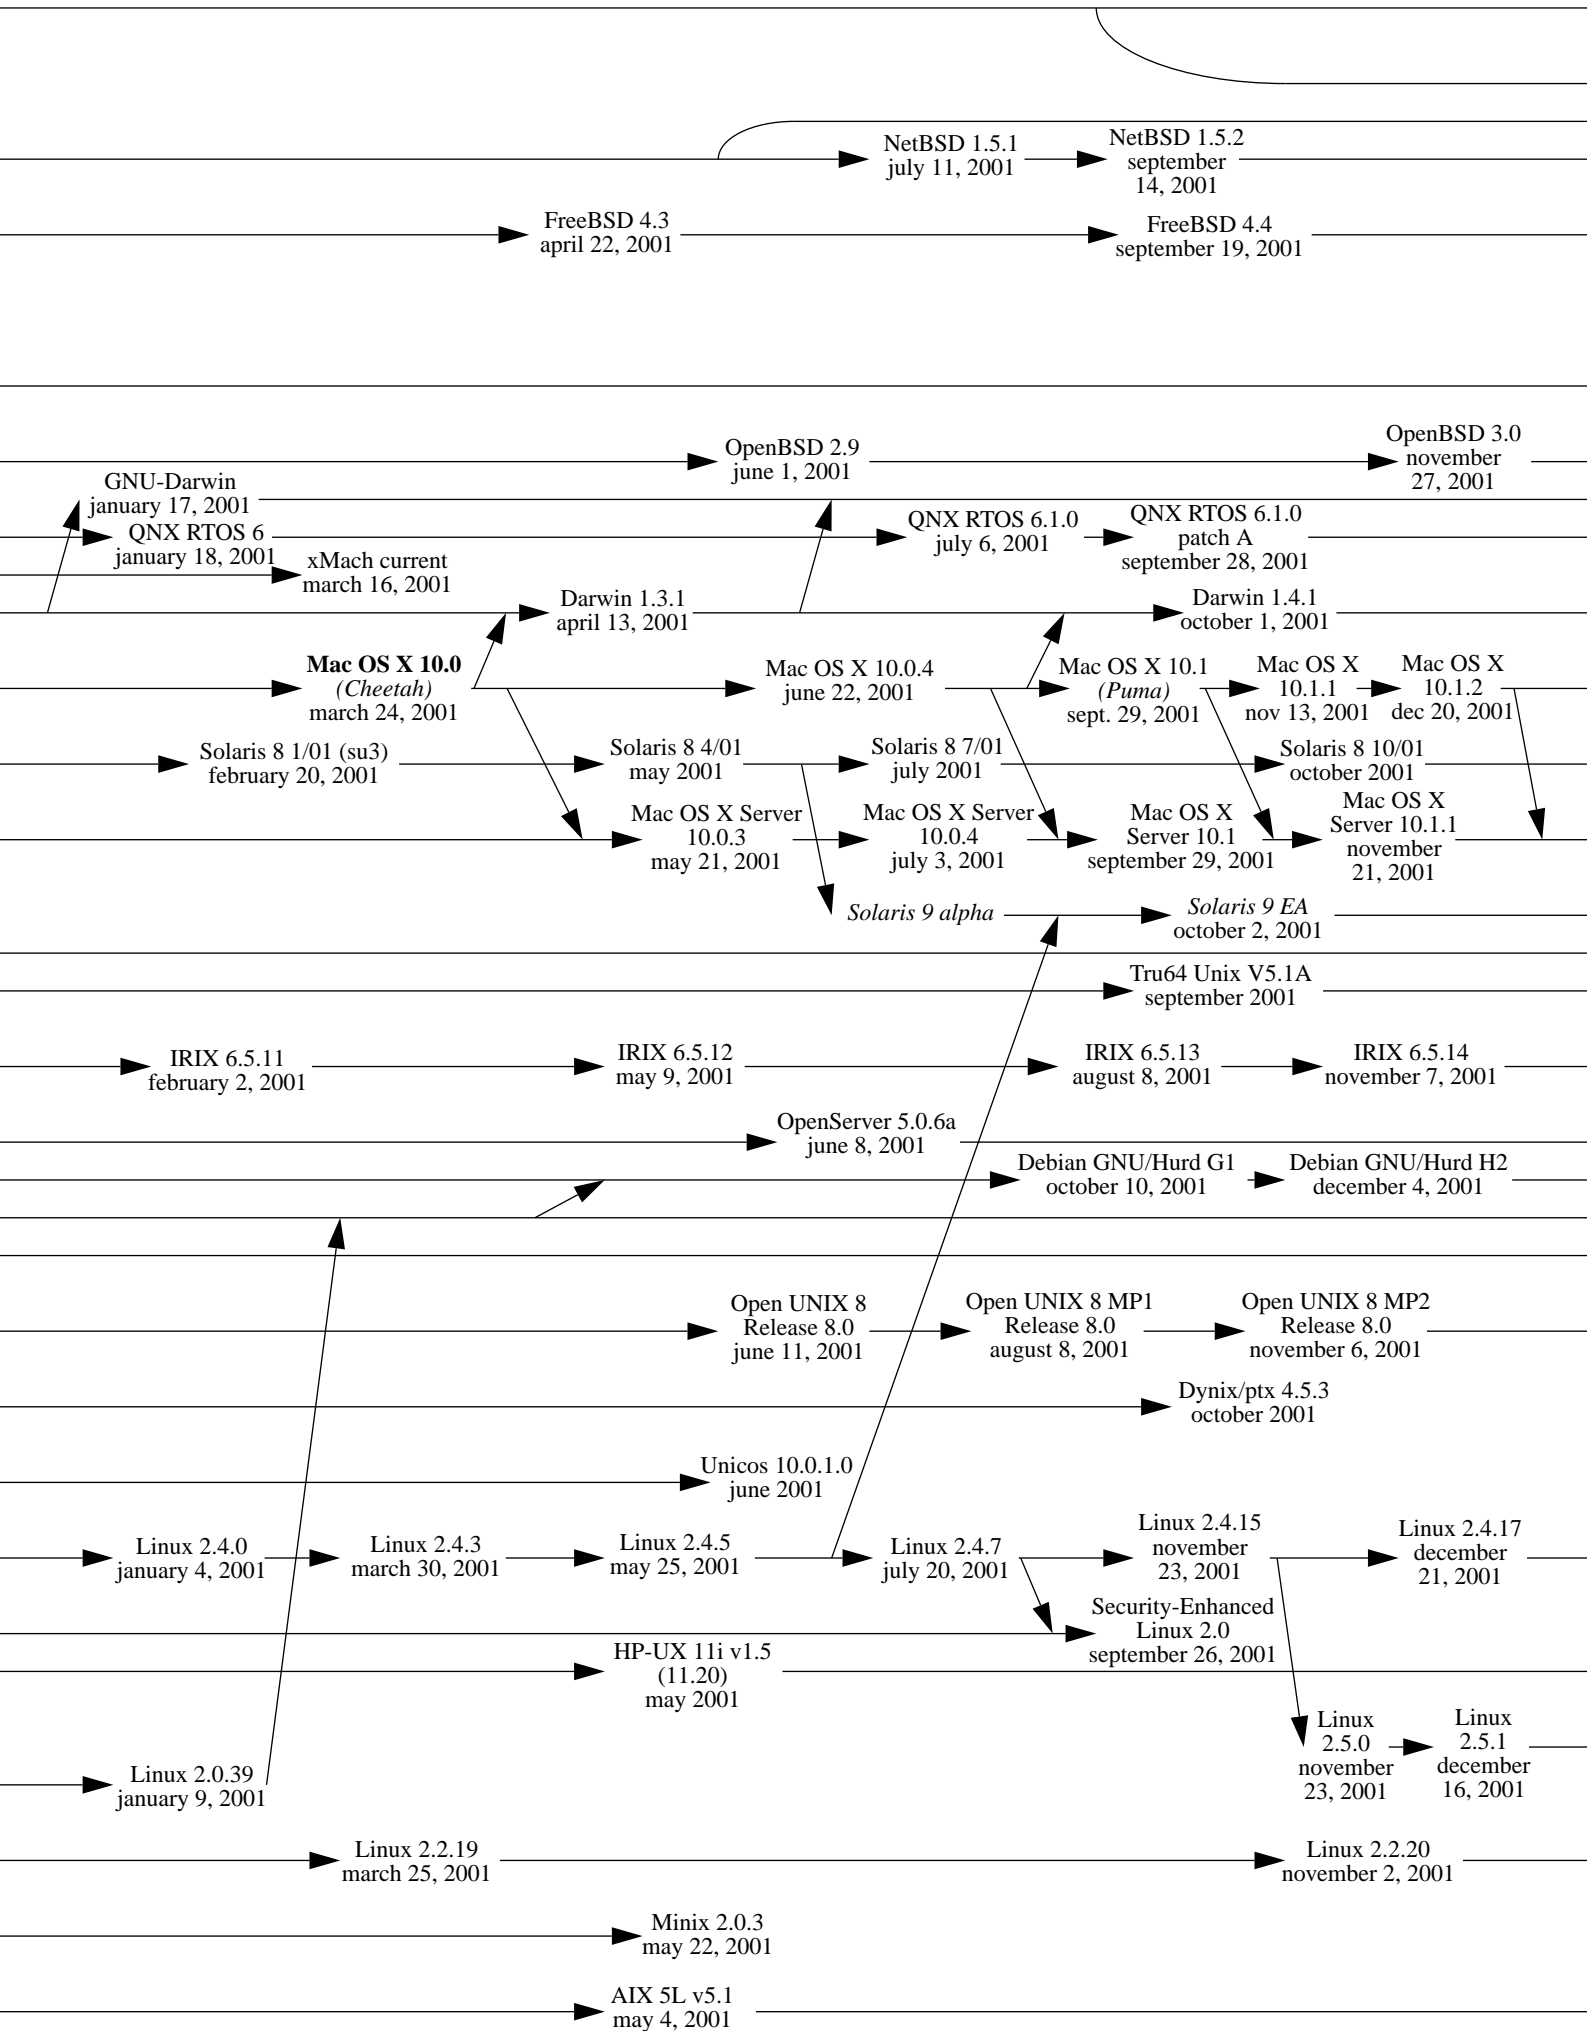 NetBSD 1.5.1
july 11, 2001
NetBSD 1.5.2
september
14, 2001
FreeBSD 4.3
april 22, 2001
FreeBSD 4.4
september 19, 2001
OpenBSD 2.9
june 1, 2001
OpenBSD 3.0
november
27, 2001
GNU-Darwin
january 17, 2001
QNX RTOS 6
january 18, 2001
QNX RTOS 6.1.0
july 6, 2001
QNX RTOS 6.1.0
patch A
september 28, 2001
xMach current
march 16, 2001
Darwin 1.3.1
april 13, 2001
Darwin 1.4.1
october 1, 2001
Mac OS X 10.0
(Cheetah)
march 24, 2001
Mac OS X 10.0.4
june 22, 2001
Mac OS X 10.1
(Puma)
sept. 29, 2001
Mac OS X
10.1.1
nov 13, 2001
Mac OS X
10.1.2
dec 20, 2001
Solaris 8 1/01 (su3)
february 20, 2001
Solaris 8 4/01
may 2001
Solaris 8 7/01
july 2001
Solaris 8 10/01
october 2001
Mac OS X Server
10.0.3
may 21, 2001
Mac OS X Server
10.0.4
july 3, 2001
Mac OS X
Server 10.1
september 29, 2001
Mac OS X
Server 10.1.1
november
21, 2001
Solaris 9 alpha
Solaris 9 EA
october 2, 2001
Tru64 Unix V5.1A
september 2001
IRIX 6.5.11
february 2, 2001
IRIX 6.5.12
may 9, 2001
IRIX 6.5.13
august 8, 2001
IRIX 6.5.14
november 7, 2001
OpenServer 5.0.6a
june 8, 2001
Debian GNU/Hurd G1
october 10, 2001
Debian GNU/Hurd H2
december 4, 2001
Open UNIX 8
Release 8.0
june 11, 2001
Open UNIX 8 MP1
Release 8.0
august 8, 2001
Open UNIX 8 MP2
Release 8.0
november 6, 2001
Dynix/ptx 4.5.3
october 2001
Unicos 10.0.1.0
june 2001
Linux 2.4.0
january 4, 2001
Linux 2.4.3
march 30, 2001
Linux 2.4.5
may 25, 2001
Linux 2.4.7
july 20, 2001
Linux 2.4.15
november
23, 2001
Linux 2.4.17
december
21, 2001
Security-Enhanced
Linux 2.0
september 26, 2001
HP-UX 11i v1.5
(11.20)
may 2001
Linux
2.5.0
november
23, 2001
Linux
2.5.1
december
16, 2001
Linux 2.0.39
january 9, 2001
Linux 2.2.19
march 25, 2001
Linux 2.2.20
november 2, 2001
Minix 2.0.3
may 22, 2001
AIX 5L v5.1
may 4, 2001